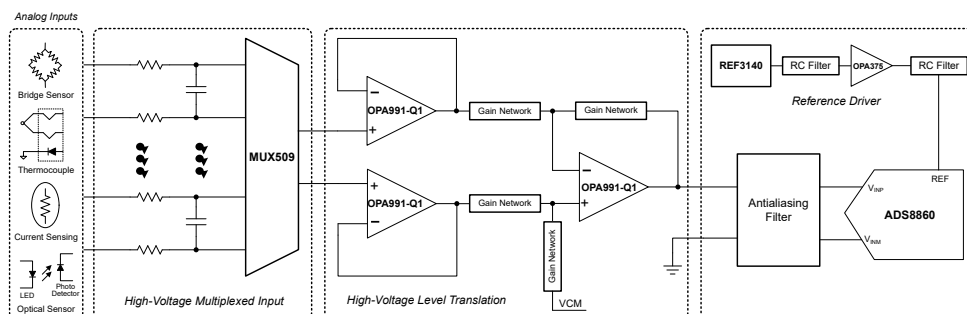 Analog Inputs
Bridge Sensor
Thermocouple
Current Sensing
LED
Photo
Detector
Optical Sensor
MUX509
High-Voltage Multiplexed Input
−
OPA991-Q1
+
+
OPA991-Q1
−
Gain Network
Gain Network
Gain Network
Gain Network
VCM
−
OPA991-Q1
+
High-Voltage Level Translation
REF3140
RC Filter
OPA375
RC Filter
Reference Driver
Antialiasing
Filter
VINP
VINM
REF
ADS8860